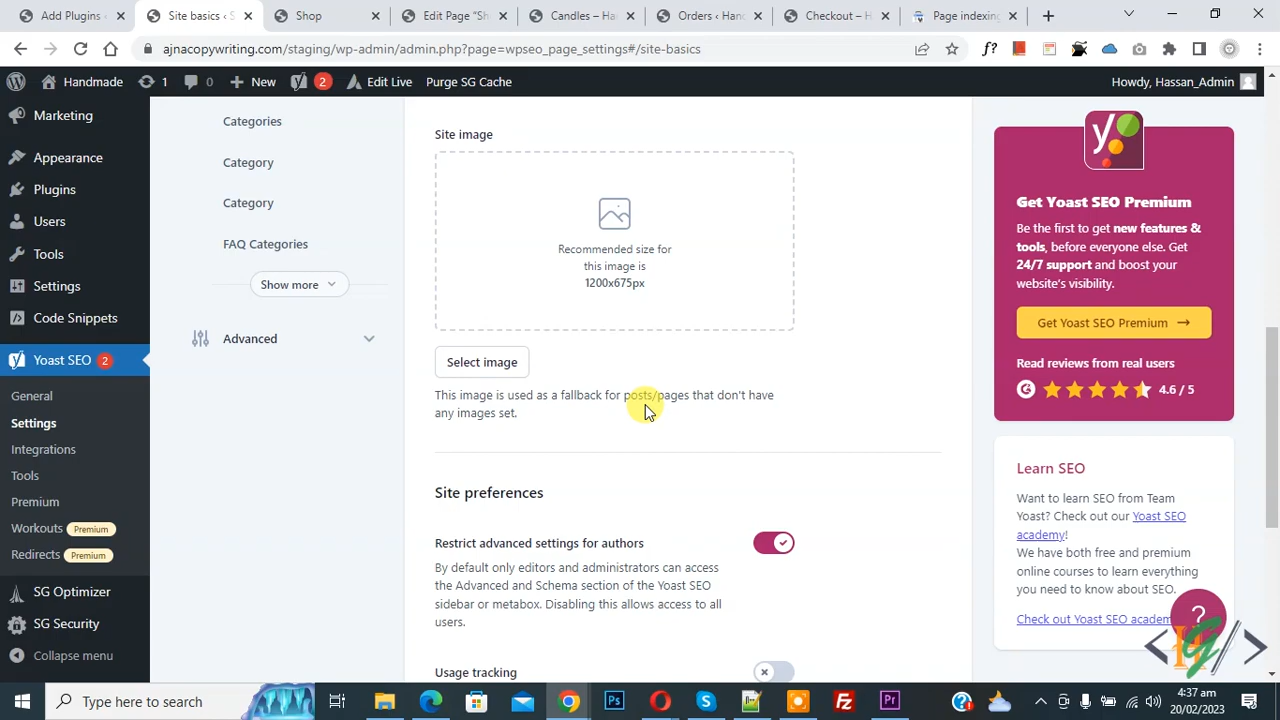 Add Plugins ‹
Site basics ‹ S
Shop
Edit Page "Sh
Candles – Ha
Orders ‹ Hand
Checkout – H
Page indexing
ajnacopywriting.com/staging/wp-admin/admin.php?page=wpseo_page_settings#/site-basics
f?
Handmade
1
0
New
2
Edit Live
Purge SG Cache
Howdy, Hassan_Admin
Marketing
Appearance
Plugins
Users
Tools
Settings
Code Snippets
Yoast SEO 2
General
Settings
Integrations
Tools
Premium
Workouts Premium
Redirects Premium
SG Optimizer
SG Security
Collapse menu
Categories
Category
Category
FAQ Categories
Show more
Advanced
Site image
Recommended size for
this image is
1200x675px
Select image
This image is used as a fallback for posts/pages that don't have
any images set.
Site preferences
Restrict advanced settings for authors
By default only editors and administrators can access
the Advanced and Schema section of the Yoast SEO
sidebar or metabox. Disabling this allows access to all
users.
Usage tracking
Get Yoast SEO Premium
Be the first to get new features &
tools, before everyone else. Get
24/7 support and boost your
website's visibility.
Get Yoast SEO Premium →
Read reviews from real users
4.6 / 5
Learn SEO
Want to learn SEO from Team
Yoast? Check out our Yoast SEO
academy!
We have both free and premium
online courses to learn everything
you need to know about SEO.
Check out Yoast SEO academ
?
Type here to search
Ps
Pr
4:37 am
20/02/2023